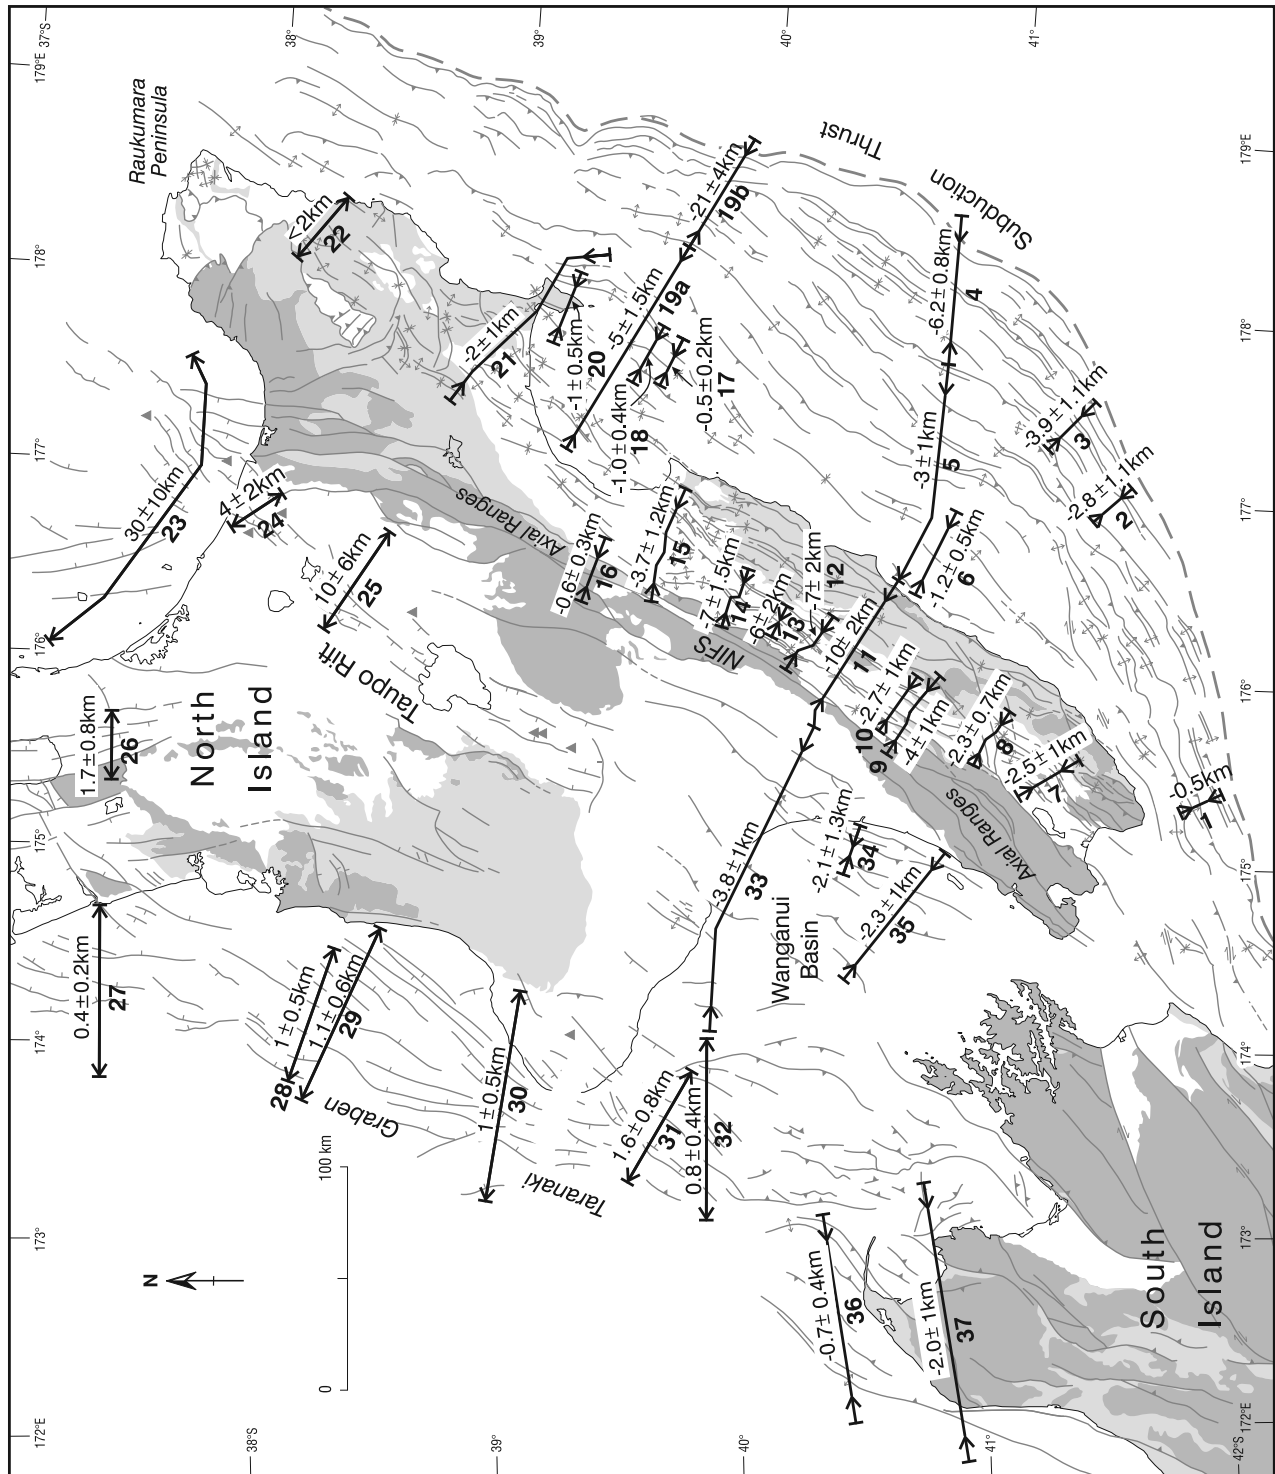 179°E
37°S
38°
39°
40°
41°
Raukumara
Peninsula
178°
177°
176°
175°
174°
173°
172°E
179°E
178°
177°
176°
175°
174°
173°
172°E
38°S
39°
40°
41°
42°S
Thrust
Subduction
<2km
22
-21±4km
19b
-5±1.5km
19a
-2±1km
21
-1±0.5km
20
-1.0±0.4km
18
-0.5±0.2km
17
-6.2±0.8km
4
-3±1km
5
-3.9±1.1km
3
-2.8±1.1km
2
-1.2±0.5km
6
30±10km
23
4±2km
24
10±6km
25
Axial Ranges
-0.6±0.3km
16
-3.7±1.2km
15
-7±1.5km
14
-6±2km
13
-7±2km
12
-10±2km
11
NIFS
Taupo Rift
North
Island
1.7±0.8km
26
-2.7±1km
10
-4±1km
9
-2.3±0.7km
8
-2.5±1km
7
-0.5km
1
Axial Ranges
-3.8±1km
33
-2.1±1.3km
34
-2.3±1km
35
Wanganui
Basin
0.4±0.2km
27
1±0.5km
28
1.1±0.6km
29
1±0.5km
30
1.6±0.8km
31
0.8±0.4km
32
Taranaki
Graben
-0.7±0.4km
36
-2.0±1km
37
South
Island
N
0
100 km